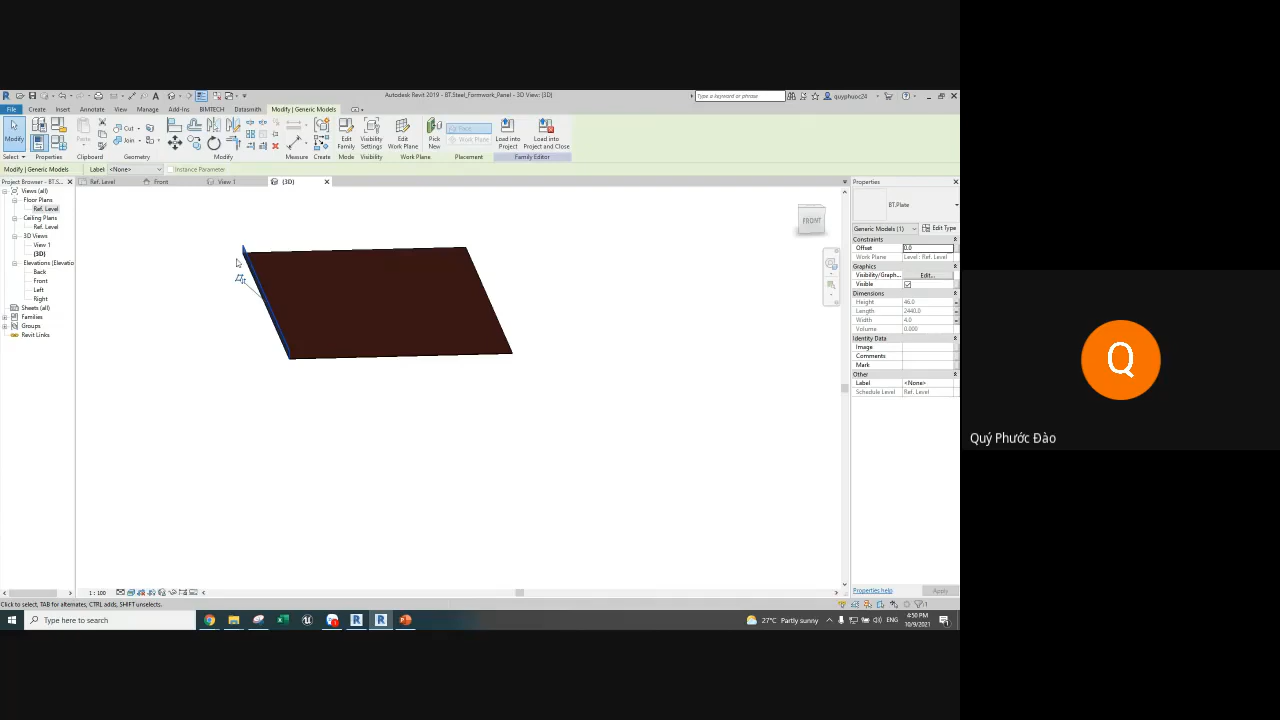 Autodesk Revit 2019 - BT.Steel_Formwork_Panel - 3D View: {3D}
Type a keyword or phrase
quyphuoc24
File Create Insert Annotate View Manage Add-Ins BIMTECH Datasmith Modify | Generic Models
Modify
Paste
Cut
Join
Edit Family
Visibility Settings
Edit Work Plane
Pick New
Face
Work Plane
Load into Project
Load into Project and Close
Select Properties Clipboard Geometry Modify Measure Create Mode Visibility Work Plane Placement Family Editor
Modify | Generic Models Label: <None> Instance Parameter
Project Browser - BT.S...
Ref. Level
Front
View 1
{3D}
Views (all)
Floor Plans
Ref. Level
Ceiling Plans
Ref. Level
3D Views
View 1
{3D}
Elevations (Elevatio
Back
Front
Left
Right
Sheets (all)
Families
Groups
Revit Links
FRONT
Properties
BT.Plate
Generic Models (1) Edit Type
Constraints
Offset 0.0
Work Plane Level : Ref. Level
Graphics
Visibility/Graph... Edit...
Visible
Dimensions
Height 46.0
Length 2440.0
Width 4.0
Volume 0.000
Identity Data
Image
Comments
Mark
Other
Label <None>
Schedule Level Ref. Level
Properties help Apply
1 : 100
Click to select, TAB for alternates, CTRL adds, SHIFT unselects.
Type here to search
27°C Partly sunny
ENG
4:50 PM
10/9/2021
Q
Quý Phước Đào